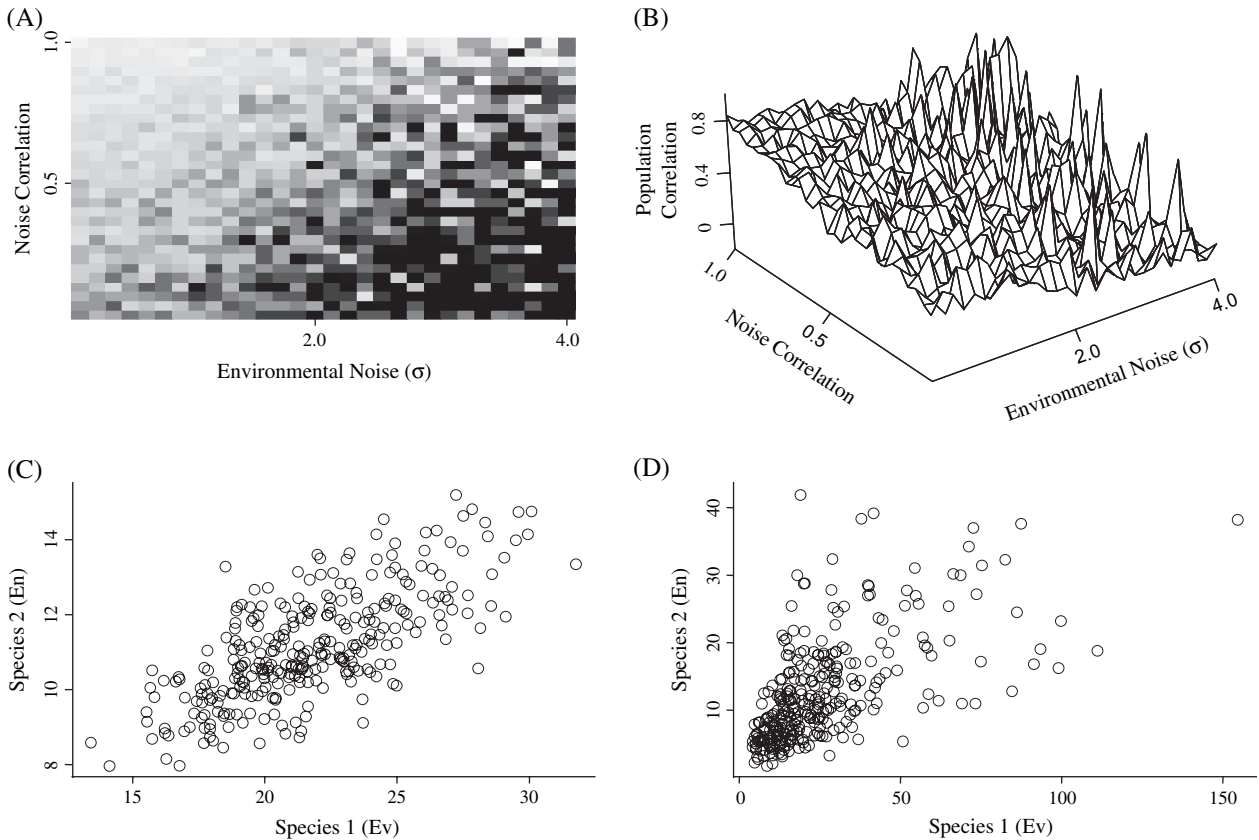 (A)
1.0
0.5
Noise Correlation
2.0
4.0
Environmental Noise (σ)
(B)
0.8
0.4
0
Population
Correlation
1.0
0.5
Noise Correlation
2.0
4.0
Environmental Noise (σ)
(C)
14
12
10
8
Species 2 (En)
15
20
25
30
Species 1 (Ev)
(D)
40
30
20
10
Species 2 (En)
0
50
100
150
Species 1 (Ev)